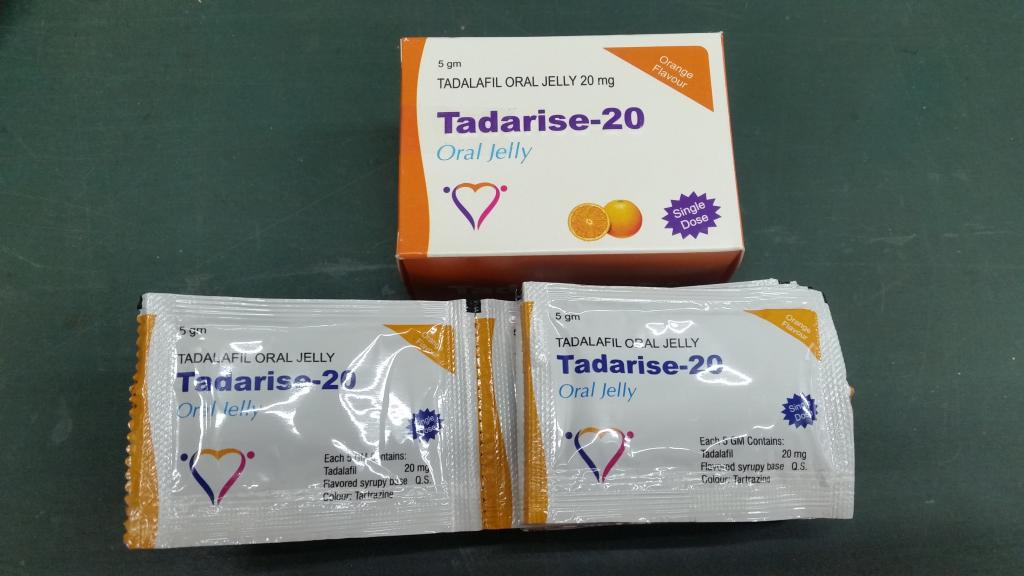 5 gm
TADALAFIL ORAL JELLY 20 mg
Orange
Flavour
Tadarise-20
Oral Jelly
Single
Dose
5 gm
TADALAFIL ORAL JELLY
Tadarise-20
Oral Jelly
Single
Each 5 GM Contains:
Tadalafil 20 mg
Flavored syrupy base Q.S.
Colour: Tartrazine
5 gm
Orange
Flavour
TADALAFIL ORAL JELLY
Tadarise-20
Oral Jelly
Single
Dose
Each 5 GM Contains:
Tadalafil 20 mg
Flavored syrupy base Q.S.
Colour: Tartrazine